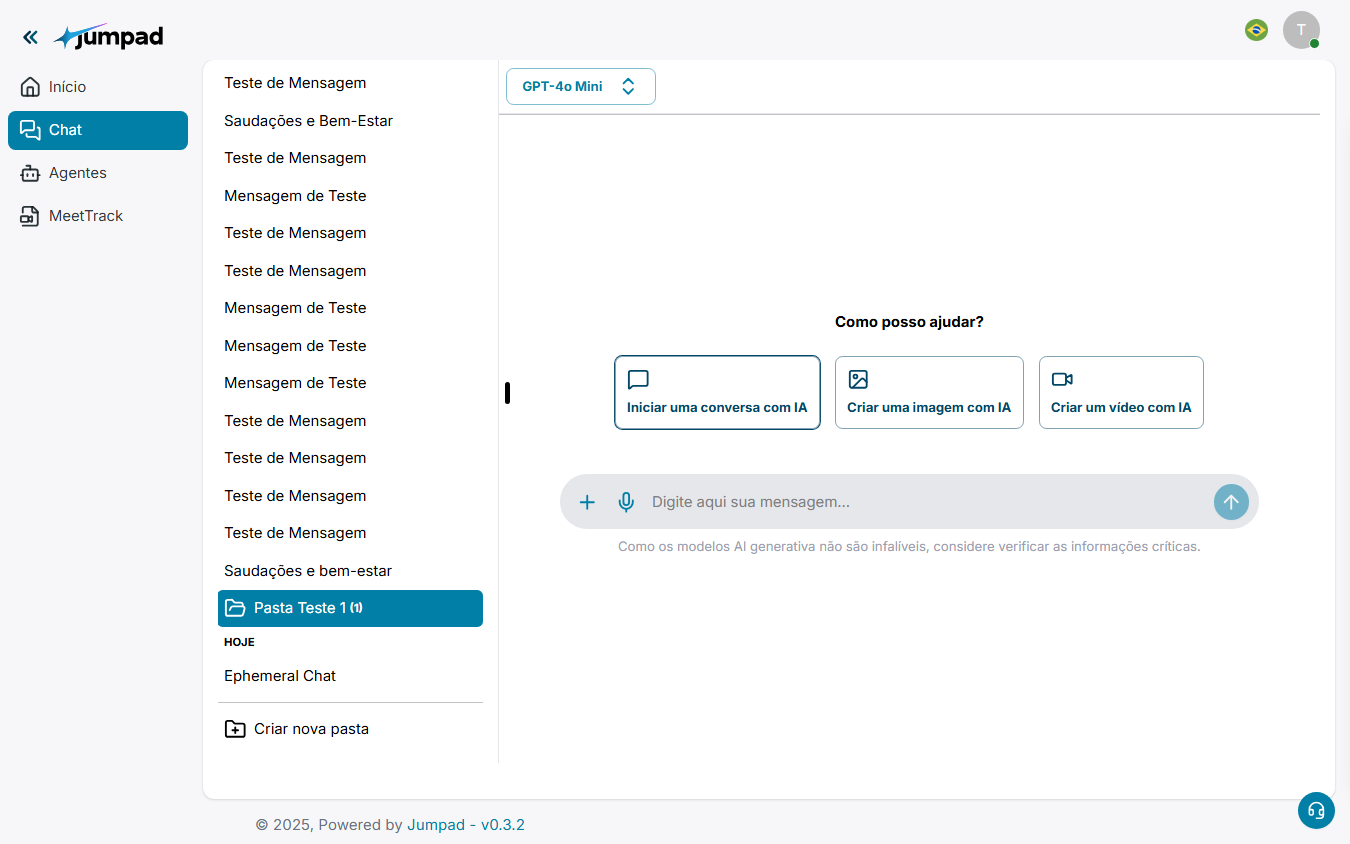 jumpad
T
Início
Chat
Agentes
MeetTrack
Teste de Mensagem
Saudações e Bem-Estar
Teste de Mensagem
Mensagem de Teste
Teste de Mensagem
Teste de Mensagem
Mensagem de Teste
Mensagem de Teste
Mensagem de Teste
Teste de Mensagem
Teste de Mensagem
Teste de Mensagem
Teste de Mensagem
Saudações e bem-estar
Pasta Teste 1 (1)
HOJE
Ephemeral Chat
Criar nova pasta
GPT-4o Mini
Como posso ajudar?
Iniciar uma conversa com IA
Criar uma imagem com IA
Criar um vídeo com IA
Digite aqui sua mensagem...
Como os modelos AI generativa não são infalíveis, considere verificar as informações críticas.
© 2025, Powered by Jumpad - v0.3.2